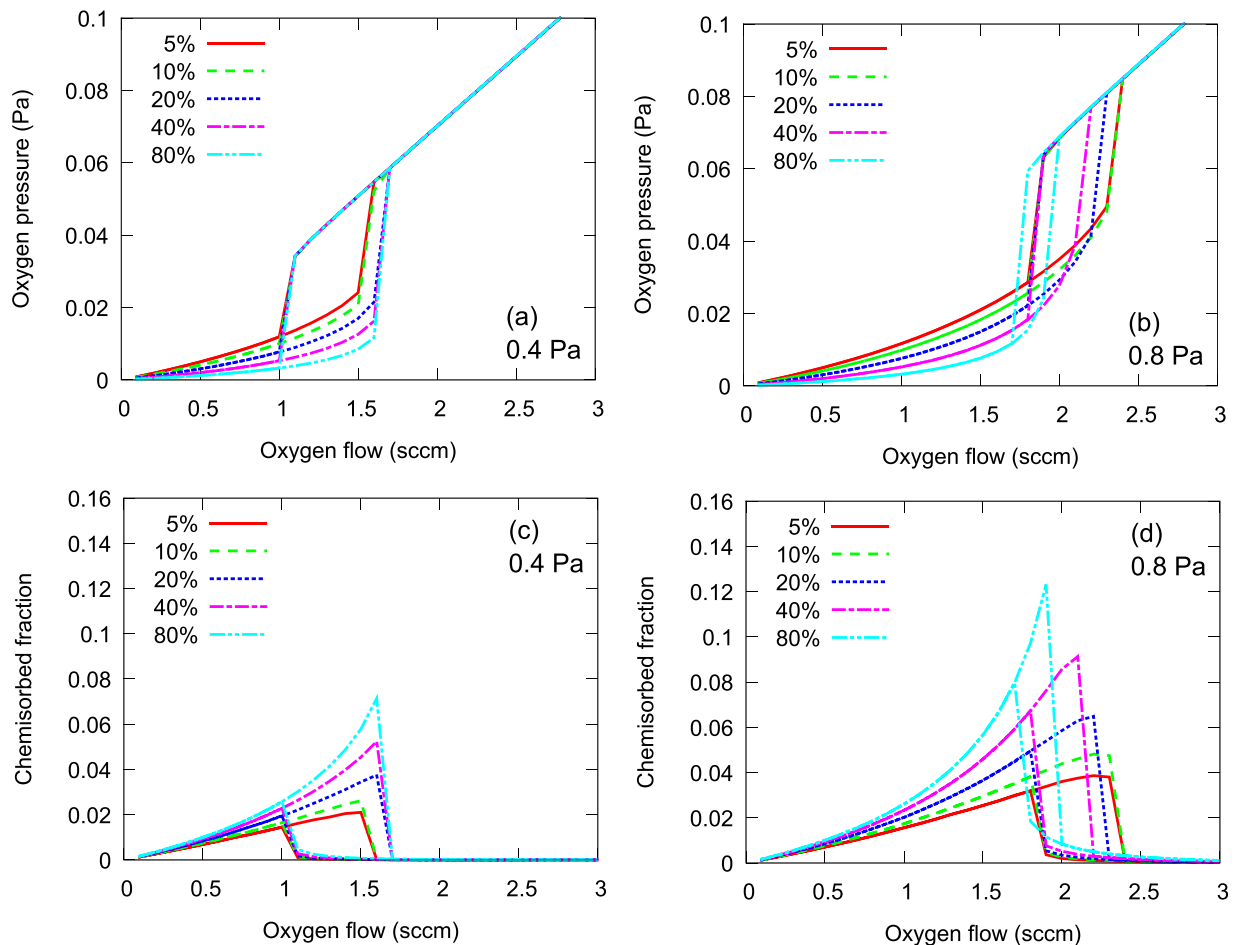 Oxygen pressure (Pa)
0.1
0.08
0.06
0.04
0.02
0
5%
10%
20%
40%
80%
(a)
0.4 Pa
0 0.5 1 1.5 2 2.5 3
Oxygen flow (sccm)
Oxygen pressure (Pa)
0.1
0.08
0.06
0.04
0.02
0
5%
10%
20%
40%
80%
(b)
0.8 Pa
0 0.5 1 1.5 2 2.5 3
Oxygen flow (sccm)
Chemisorbed fraction
0.16
0.14
0.12
0.1
0.08
0.06
0.04
0.02
0
5%
10%
20%
40%
80%
(c)
0.4 Pa
0 0.5 1 1.5 2 2.5 3
Oxygen flow (sccm)
Chemisorbed fraction
0.16
0.14
0.12
0.1
0.08
0.06
0.04
0.02
0
5%
10%
20%
40%
80%
(d)
0.8 Pa
0 0.5 1 1.5 2 2.5 3
Oxygen flow (sccm)